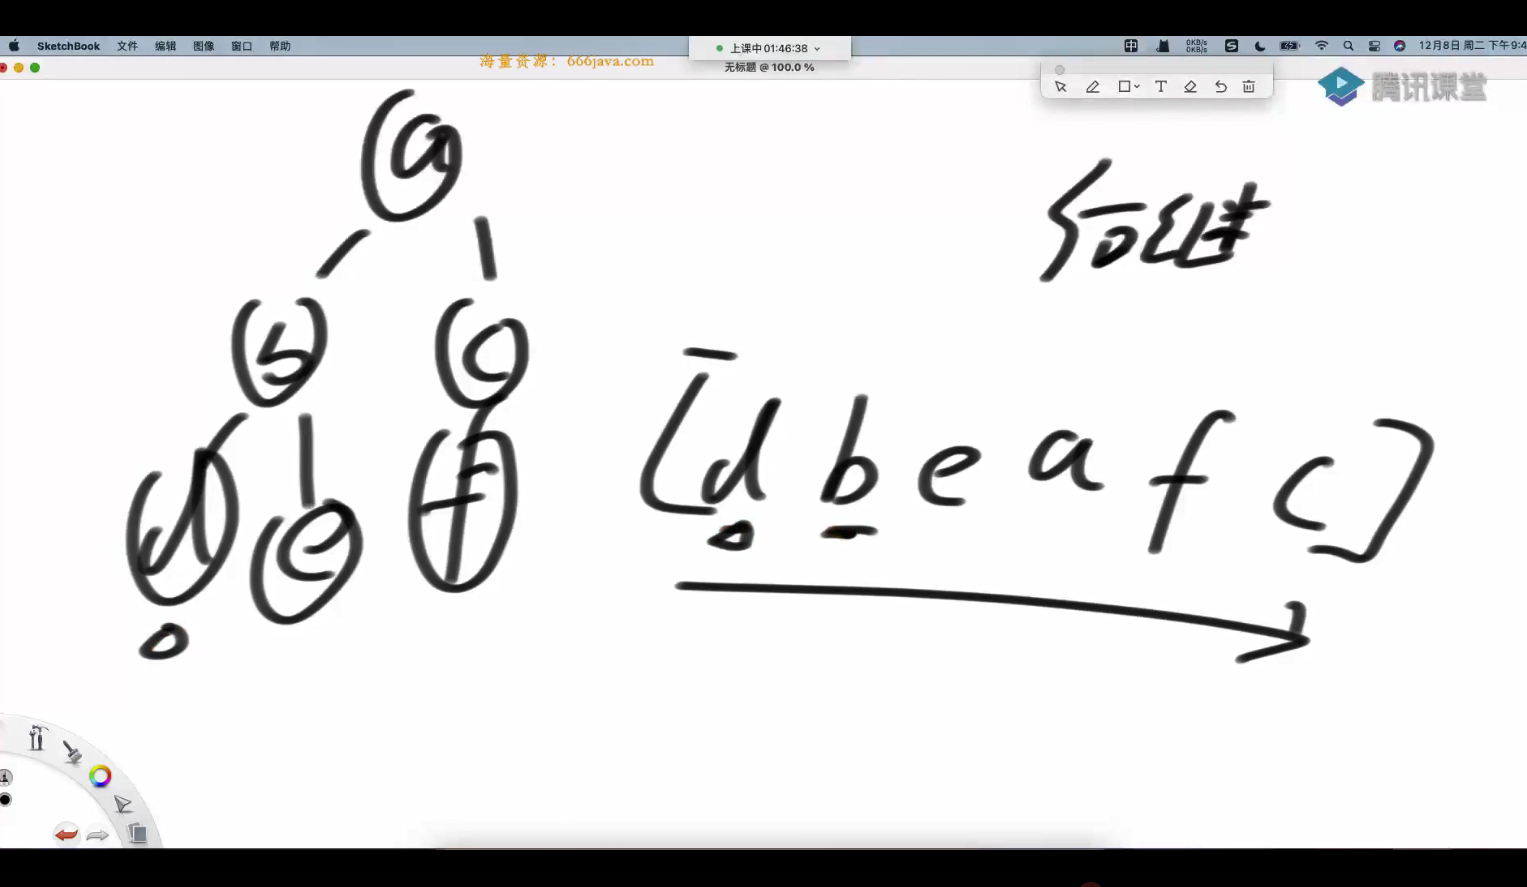 SketchBook 文件 编辑 图像 窗口 帮助
上课中 01:46:38
0KB/s
0KB/s
12月8日 周二 下午9:4
海量资源：666java.com
无标题 @ 100.0 %
T
腾讯课堂
a
后继
b c
[d b e a f c]
d e f